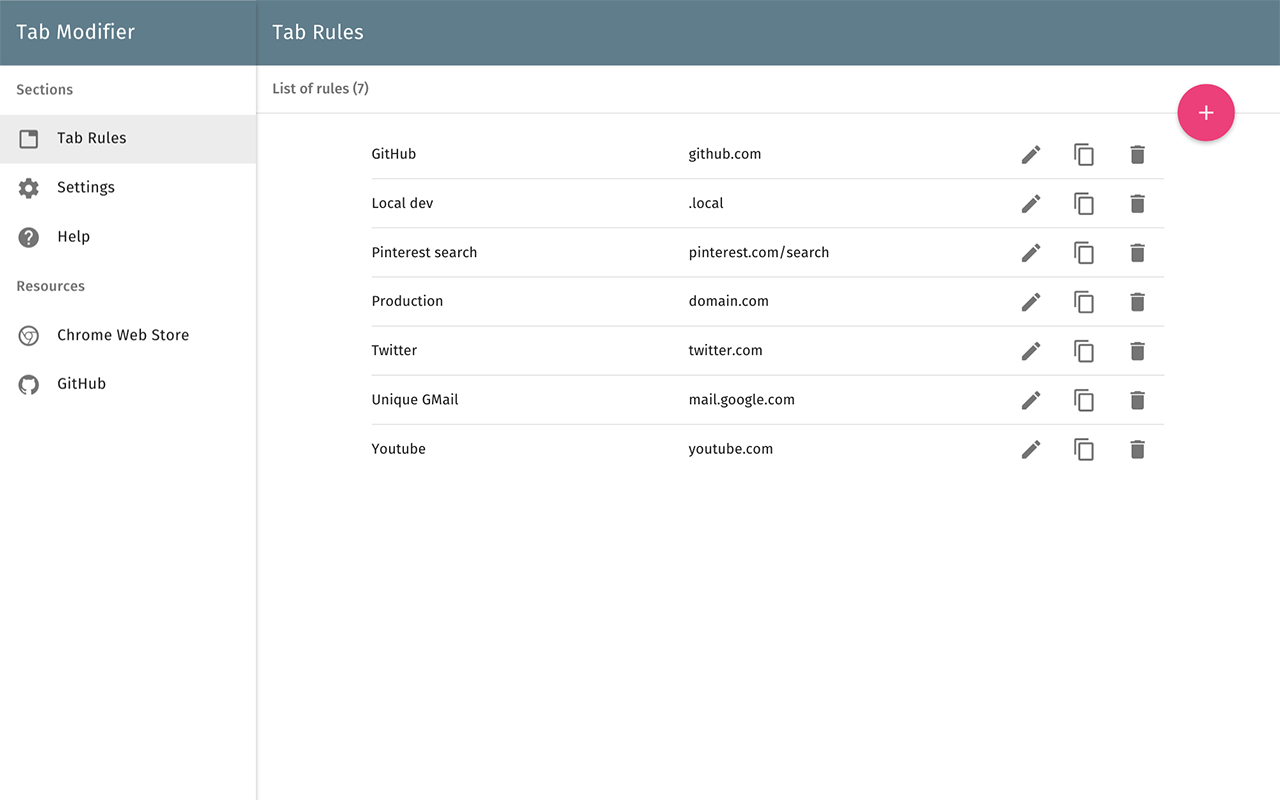 Tab Modifier
Tab Rules
Sections
Tab Rules
Settings
Help
Resources
Chrome Web Store
GitHub
List of rules (7)
GitHub github.com
Local dev .local
Pinterest search pinterest.com/search
Production domain.com
Twitter twitter.com
Unique GMail mail.google.com
Youtube youtube.com